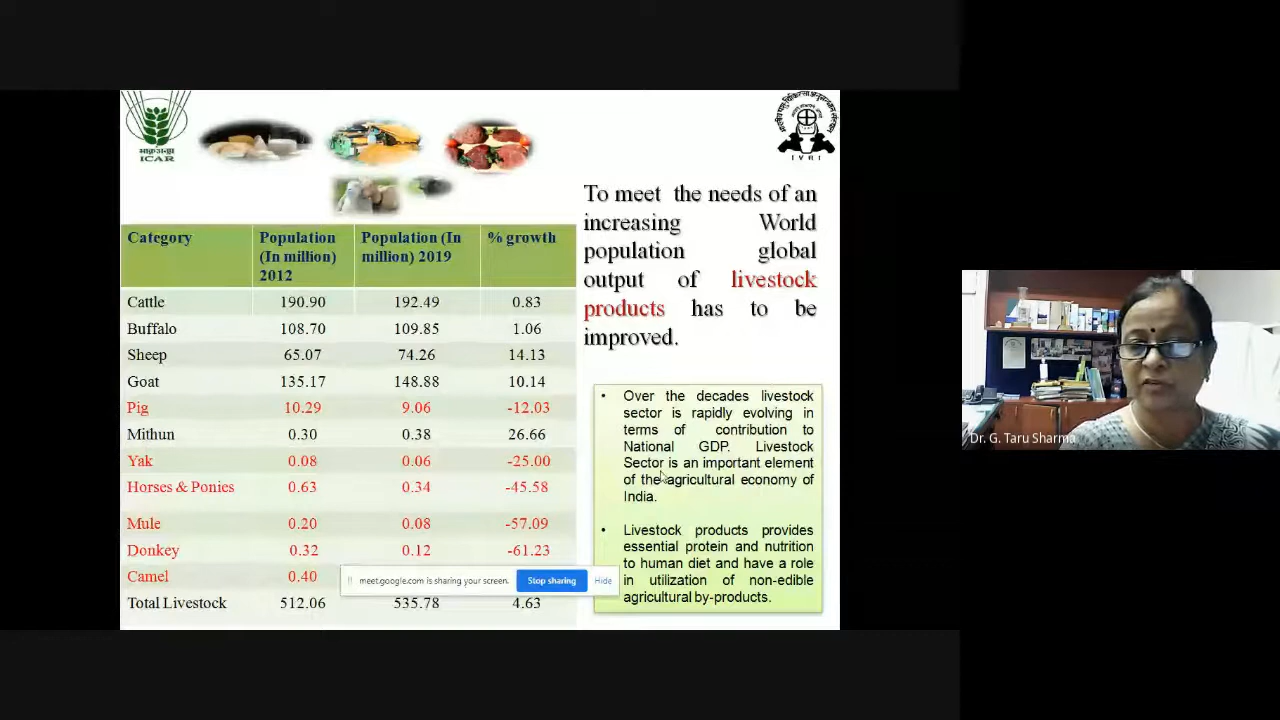 ICAR
IVRI
To meet the needs of an
increasing World
population global
output of livestock
products has to be
improved.
Category Population (In million) 2012 Population (In million) 2019 % growth
Cattle 190.90 192.49 0.83
Buffalo 108.70 109.85 1.06
Sheep 65.07 74.26 14.13
Goat 135.17 148.88 10.14
Pig 10.29 9.06 -12.03
Mithun 0.30 0.38 26.66
Yak 0.08 0.06 -25.00
Horses & Ponies 0.63 0.34 -45.58
Mule 0.20 0.08 -57.09
Donkey 0.32 0.12 -61.23
Camel 0.40
Total Livestock 512.06 535.78 4.63
meet.google.com is sharing your screen. Stop sharing Hide
• Over the decades livestock
sector is rapidly evolving in
terms of contribution to
National GDP. Livestock
Sector is an important element
of the agricultural economy of
India.
• Livestock products provides
essential protein and nutrition
to human diet and have a role
in utilization of non-edible
agricultural by-products.
Dr. G. Taru Sharma